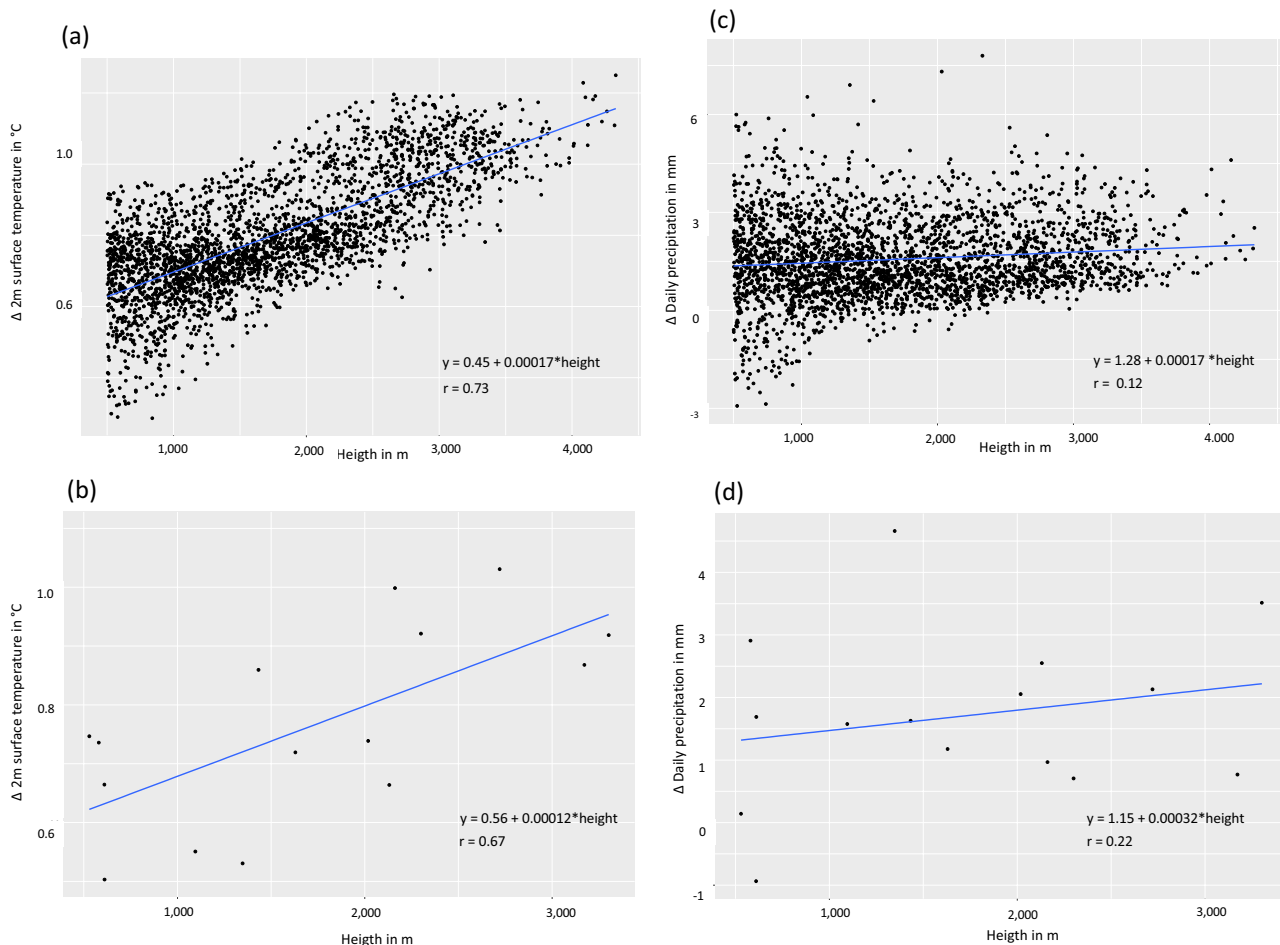 (a)
Δ 2m surface temperature in °C
1.0
0.6
y = 0.45 + 0.00017*height
r = 0.73
1,000
2,000
3,000
4,000
Heigth in m
(c)
Δ Daily precipitation in mm
6
3
0
-3
y = 1.28 + 0.00017 *height
r = 0.12
1,000
2,000
3,000
4.000
Heigth in m
(b)
Δ 2m surface temperature in °C
1.0
0.8
0.6
y = 0.56 + 0.00012*height
r = 0.67
1,000
2,000
3,000
Heigth in m
(d)
Δ Daily precipitation in mm
4
3
2
1
0
-1
y = 1.15 + 0.00032*height
r = 0.22
1,000
2,000
3,000
Heigth in m